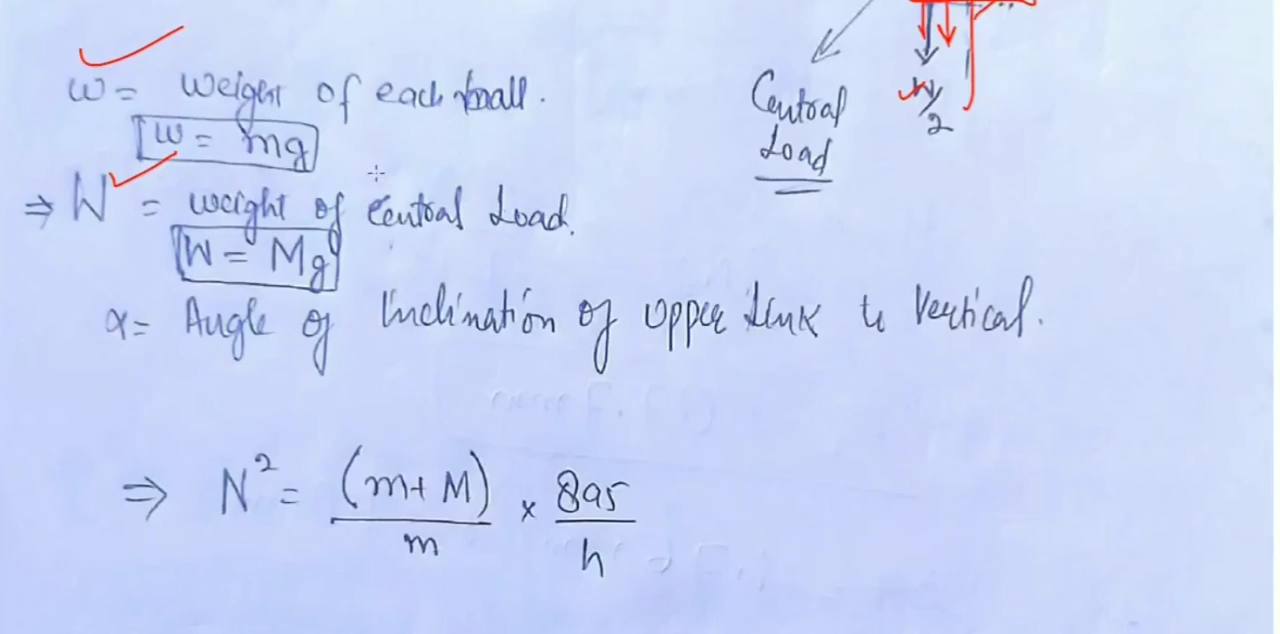 w = weight of each ball.
w = mg
⇒ W = weight of Central Load.
W = Mg
α = Angle of Inclination of upper Link to Vertical.
⇒ N² = (m+M)/m × 895/h
Central
Load
W/2